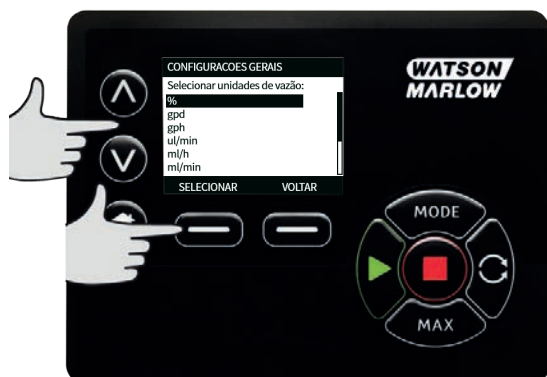 WATSON
MARLOW
CONFIGURACOES GERAIS
Selecionar unidades de vazão:
%
gpd
gph
ul/min
ml/h
ml/min
SELECIONAR VOLTAR
MODE
MAX